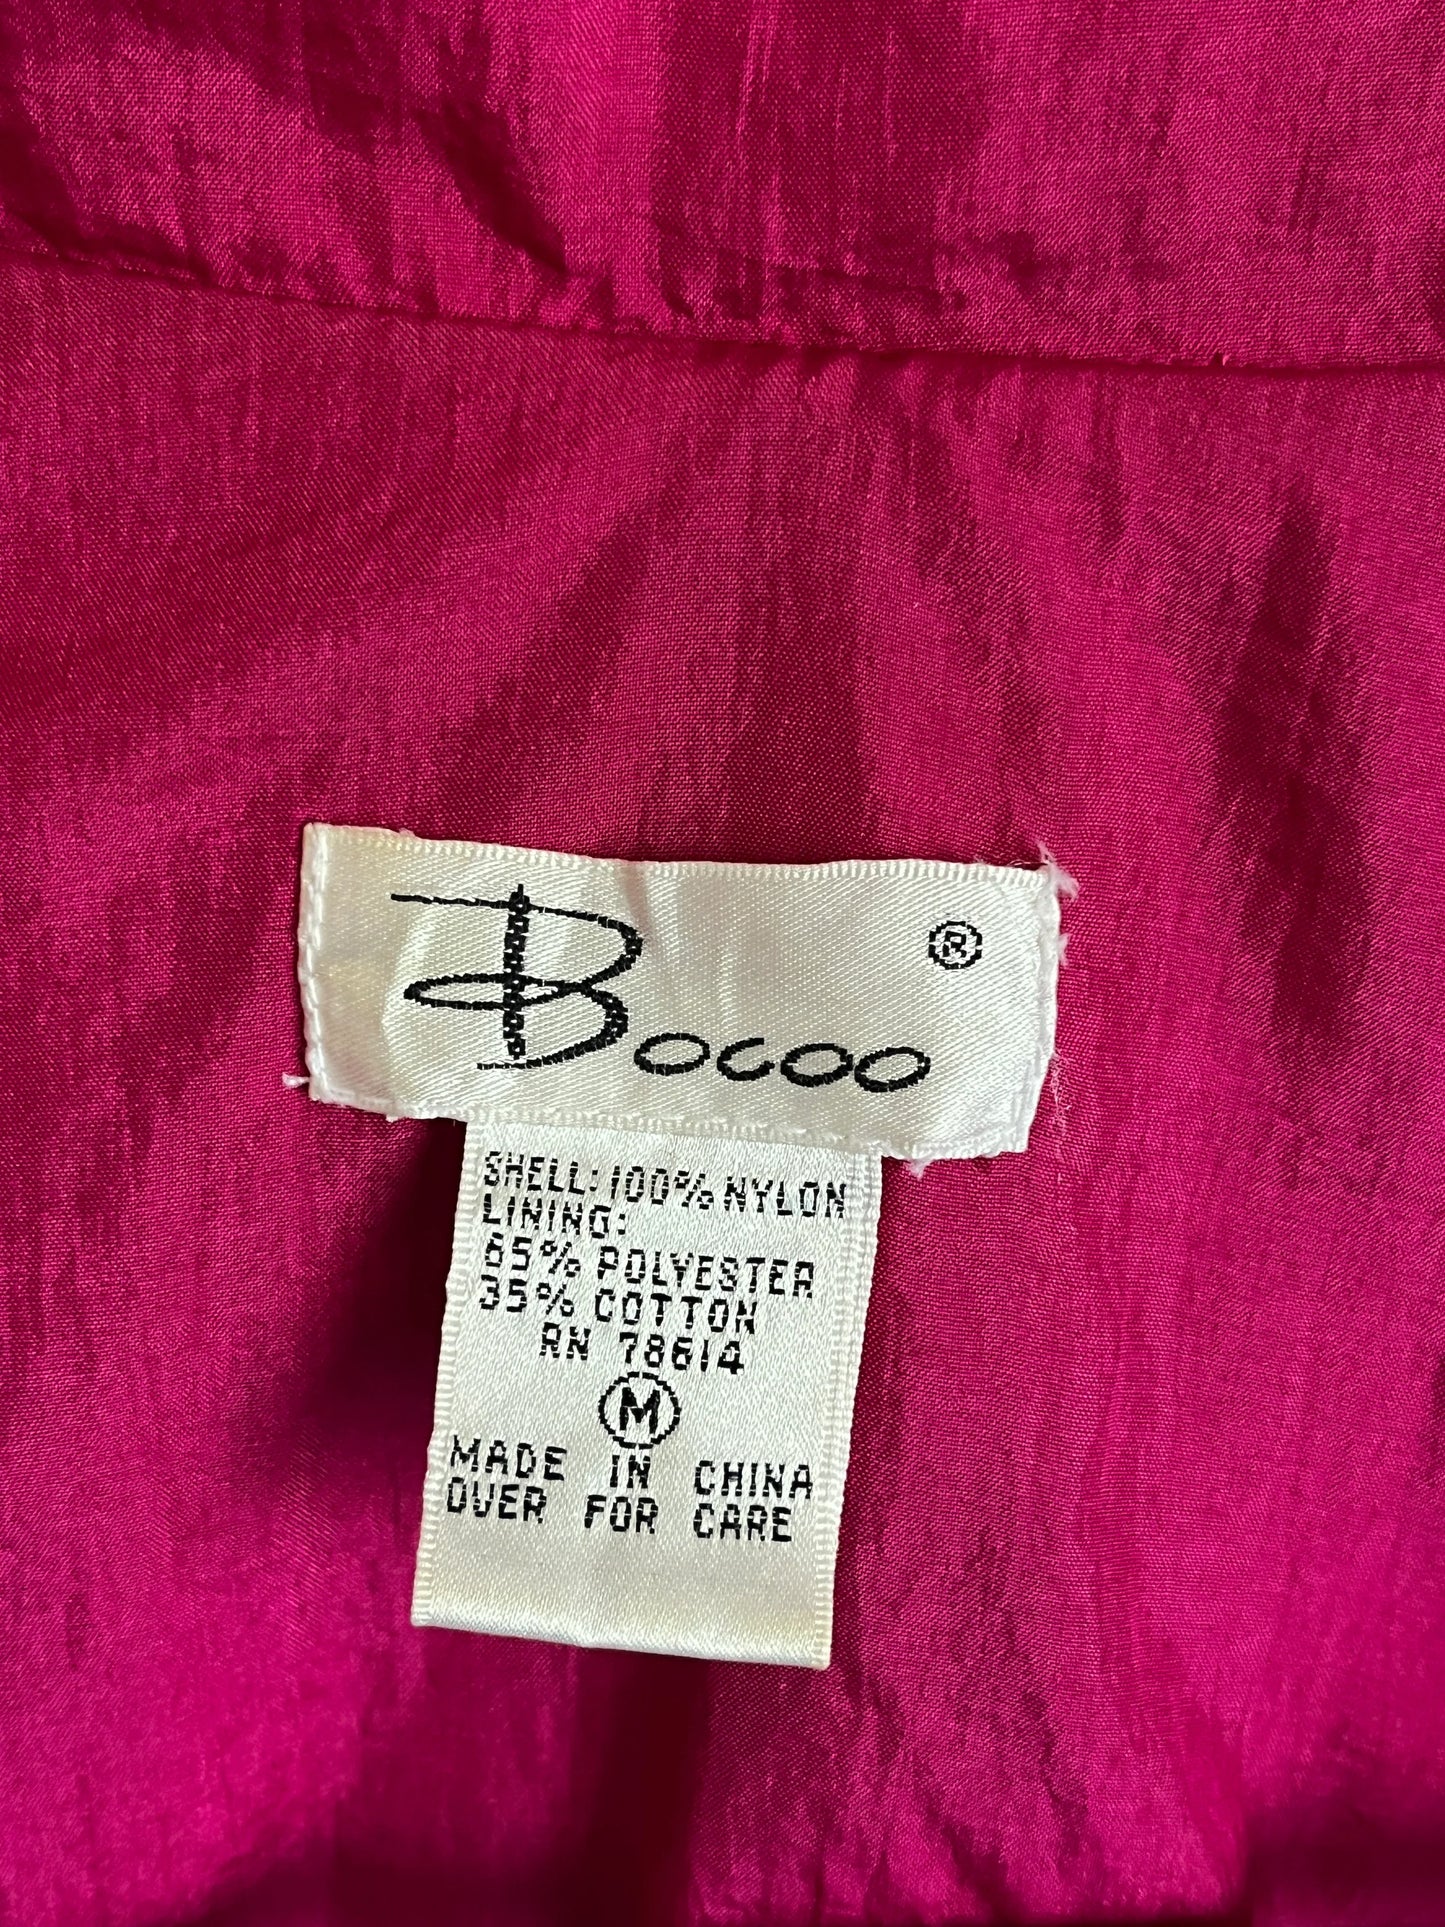 Bocoo ®
SHELL: 100% NYLON
LINING:
65% POLYESTER
35% COTTON
RN 78614
M
MADE IN CHINA
OVER FOR CARE